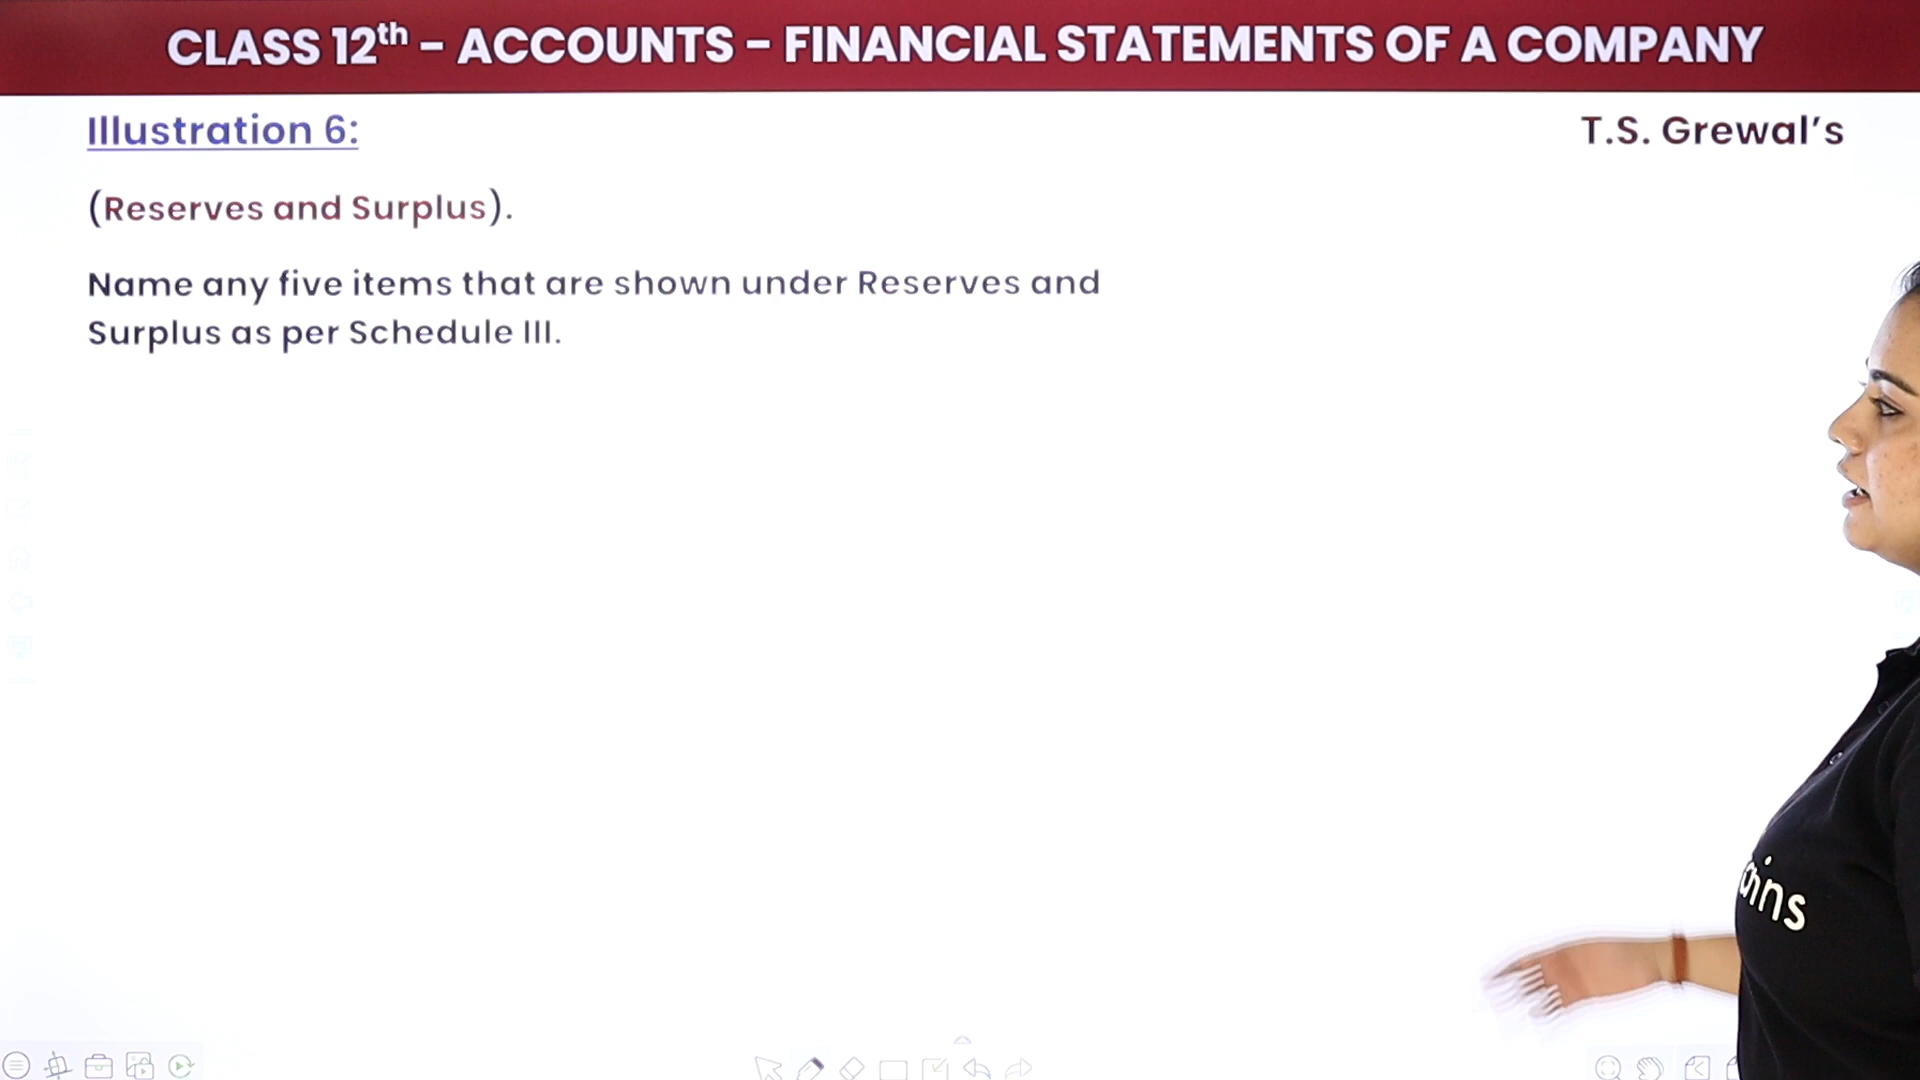 CLASS 12th – ACCOUNTS – FINANCIAL STATEMENTS OF A COMPANY
Illustration 6:
T.S. Grewal’s
(Reserves and Surplus).
Name any five items that are shown under Reserves and
Surplus as per Schedule III.